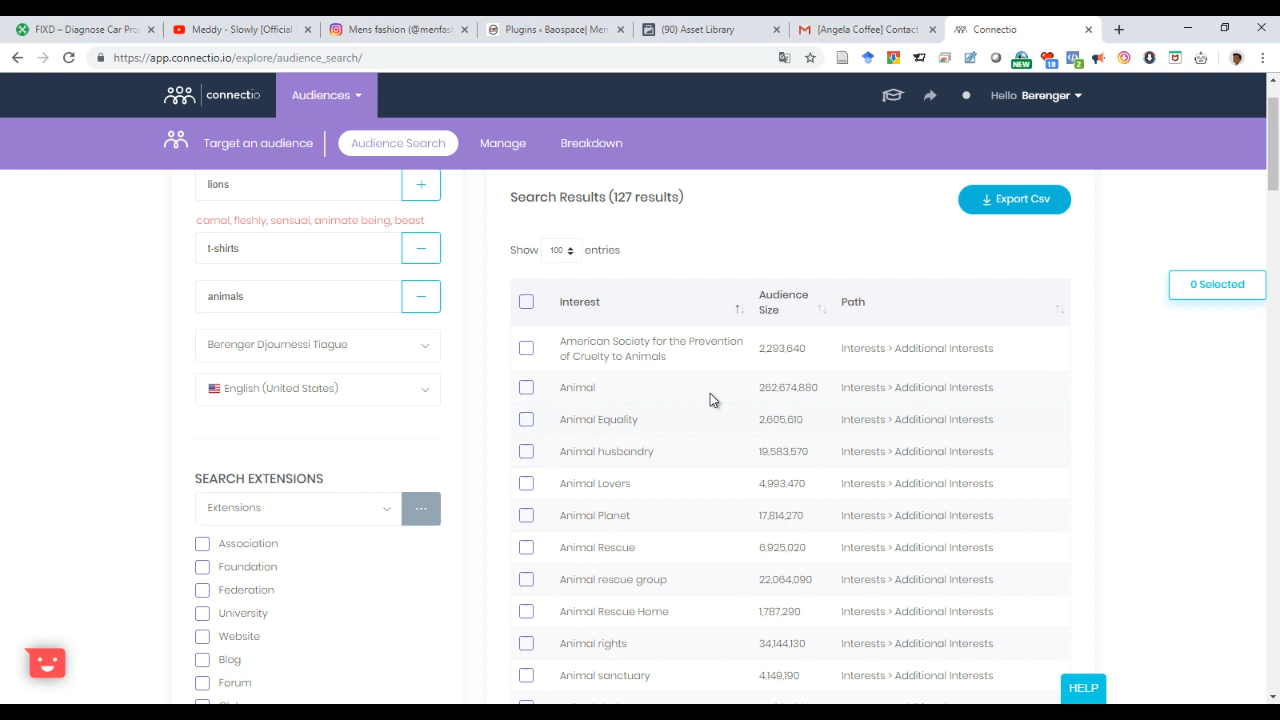 FIXD – Diagnose Car Pro
Meddy - Slowly[Official
Mens fashion (@menfas
Plugins ‹ Baospace| Men
(90) Asset Library
[Angela Coffee] Contact
Connectio
https://app.connectio.io/explore/audience_search/
NEW
18
2
connectio
Audiences
Hello Berenger
Target an audience
Audience Search
Manage
Breakdown
lions
+
carnal, fleshly, sensual, animate being, beast
t-shirts
−
animals
−
Berenger Djoumessi Tiague
English (United States)
SEARCH EXTENSIONS
Extensions
...
Association
Foundation
Federation
University
Website
Blog
Forum
Search Results (127 results)
Export Csv
Show 100 entries
0 Selected
Interest Audience Size Path
American Society for the Prevention of Cruelty to Animals 2,293,640 Interests > Additional Interests
Animal 262,674,880 Interests > Additional Interests
Animal Equality 2,605,610 Interests > Additional Interests
Animal husbandry 19,583,570 Interests > Additional Interests
Animal Lovers 4,993,470 Interests > Additional Interests
Animal Planet 17,814,270 Interests > Additional Interests
Animal Rescue 6,925,020 Interests > Additional Interests
Animal rescue group 22,064,090 Interests > Additional Interests
Animal Rescue Home 1,787,290 Interests > Additional Interests
Animal rights 34,144,130 Interests > Additional Interests
Animal sanctuary 4,149,190 Interests > Additional Interests
HELP